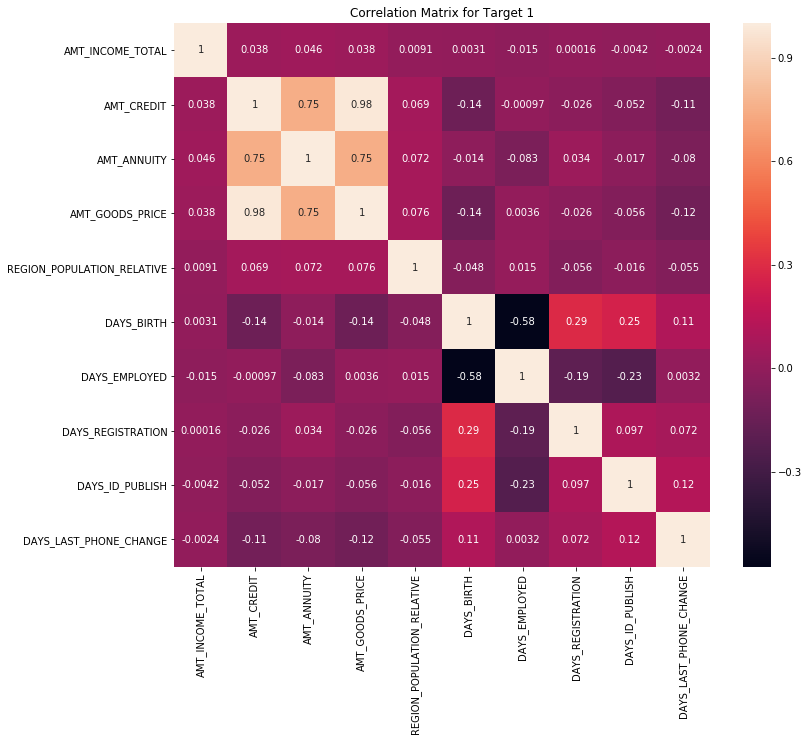 Correlation Matrix for Target 1
AMT_INCOME_TOTAL 1 0.038 0.046 0.038 0.0091 0.0031 -0.015 0.00016 -0.0042 -0.0024
AMT_CREDIT 0.038 1 0.75 0.98 0.069 -0.14 -0.00097 -0.026 -0.052 -0.11
AMT_ANNUITY 0.046 0.75 1 0.75 0.072 -0.014 -0.083 0.034 -0.017 -0.08
AMT_GOODS_PRICE 0.038 0.98 0.75 1 0.076 -0.14 0.0036 -0.026 -0.056 -0.12
REGION_POPULATION_RELATIVE 0.0091 0.069 0.072 0.076 1 -0.048 0.015 -0.056 -0.016 -0.055
DAYS_BIRTH 0.0031 -0.14 -0.014 -0.14 -0.048 1 -0.58 0.29 0.25 0.11
DAYS_EMPLOYED -0.015 -0.00097 -0.083 0.0036 0.015 -0.58 1 -0.19 -0.23 0.0032
DAYS_REGISTRATION 0.00016 -0.026 0.034 -0.026 -0.056 0.29 -0.19 1 0.097 0.072
DAYS_ID_PUBLISH -0.0042 -0.052 -0.017 -0.056 -0.016 0.25 -0.23 0.097 1 0.12
DAYS_LAST_PHONE_CHANGE -0.0024 -0.11 -0.08 -0.12 -0.055 0.11 0.0032 0.072 0.12 1
AMT_INCOME_TOTAL
AMT_CREDIT
AMT_ANNUITY
AMT_GOODS_PRICE
REGION_POPULATION_RELATIVE
DAYS_BIRTH
DAYS_EMPLOYED
DAYS_REGISTRATION
DAYS_ID_PUBLISH
DAYS_LAST_PHONE_CHANGE
0.9
0.6
0.3
0.0
-0.3